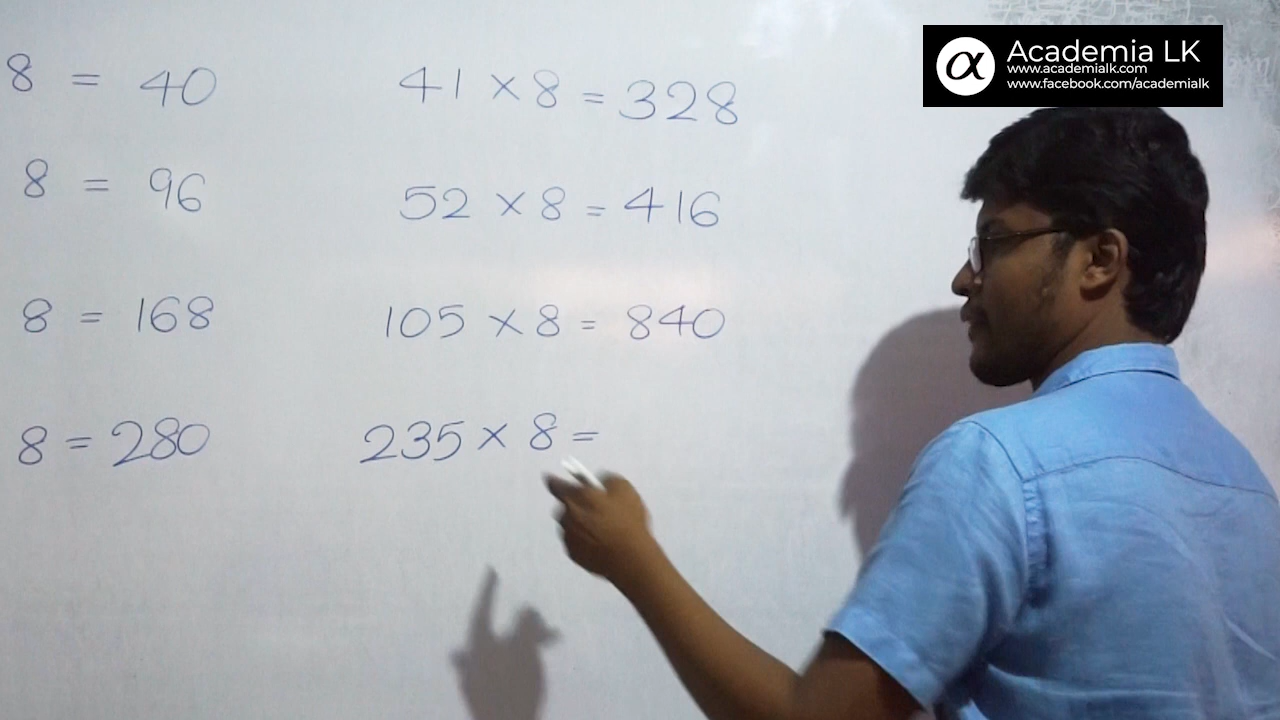 α Academia LK
www.academialk.com
www.facebook.com/academialk
8 = 40
8 = 96
8 = 168
8 = 280
41 × 8 = 328
52 × 8 = 416
105 × 8 = 840
235 × 8 =